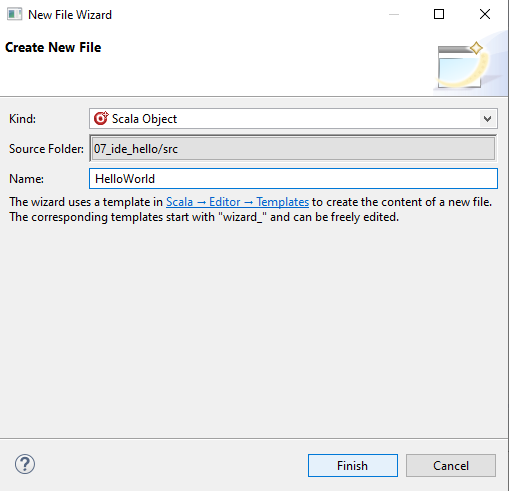 New File Wizard
Create New File
Kind: Scala Object
Source Folder: 07_ide_hello/src
Name: HelloWorld
The wizard uses a template in Scala → Editor → Templates to create the content of a new file.
The corresponding templates start with "wizard_" and can be freely edited.
?
Finish Cancel